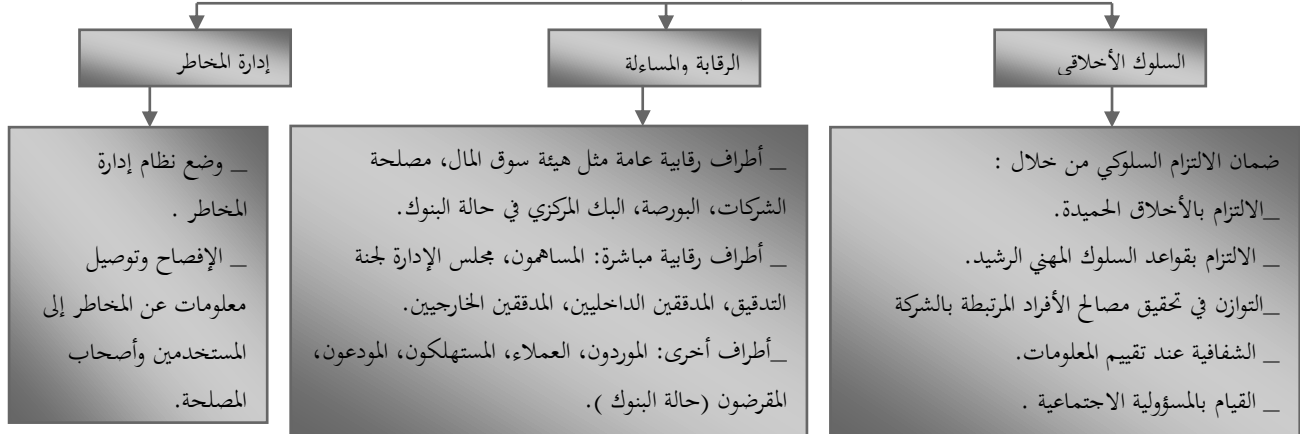 السلوك الأخلاقي
ضمان الالتزام السلوكي من خلال :
_الالتزام بالأخلاق الحميدة.
_ الالتزام بقواعد السلوك المهني الرشيد.
_التوازن في تحقيق مصالح الأفراد المرتبطة بالشركة
_ الشفافية عند تقييم المعلومات.
_ القيام بالمسؤولية الاجتماعية .
الرقابة والمساءلة
_ أطراف رقابية عامة مثل هيئة سوق المال، مصلحة
الشركات، البورصة، البك المركزي في حالة البنوك.
_ أطراف رقابية مباشرة: المساهمون، مجلس الإدارة لجنة
التدقيق، المدققين الداخليين، المدققين الخارجيين.
_أطراف أخرى: الموردون، العملاء، المستهلكون، المودعون،
المقرضون (حالة البنوك ).
إدارة المخاطر
_ وضع نظام إدارة
المخاطر .
_ الإفصاح وتوصيل
معلومات عن المخاطر إلى
المستخدمين وأصحاب
المصلحة.